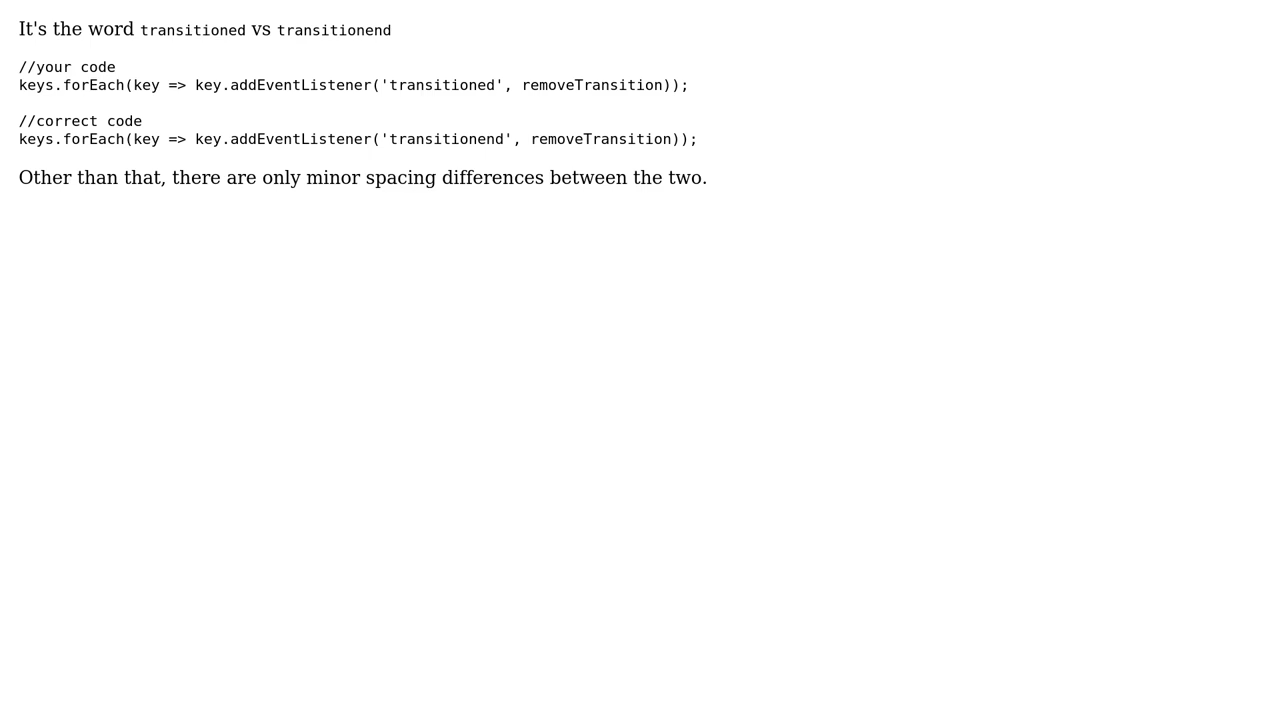 It's the word transitioned vs transitionend
//your code
keys.forEach(key => key.addEventListener('transitioned', removeTransition));
//correct code
keys.forEach(key => key.addEventListener('transitionend', removeTransition));
Other than that, there are only minor spacing differences between the two.